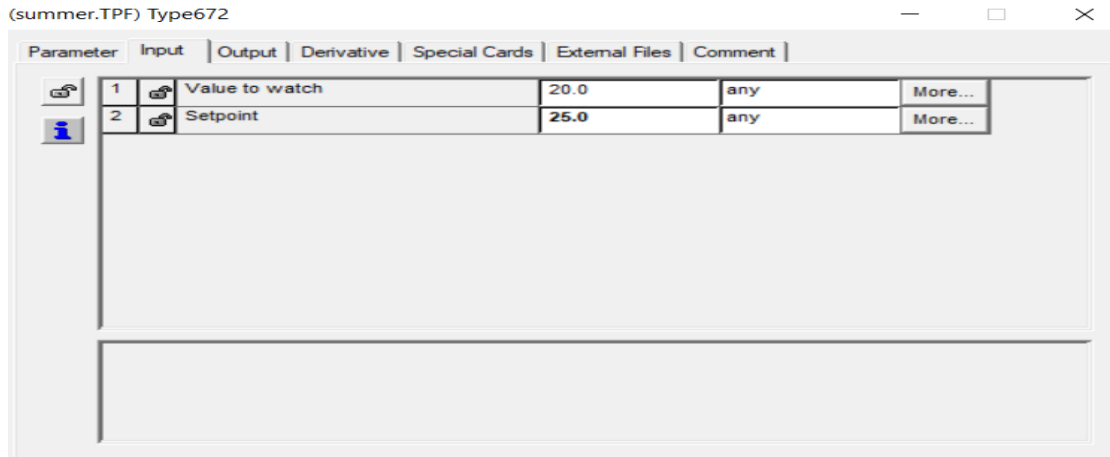 (summer.TPF) Type672
Parameter Input Output Derivative Special Cards External Files Comment
1 Value to watch 20.0 any More...
2 Setpoint 25.0 any More...
i